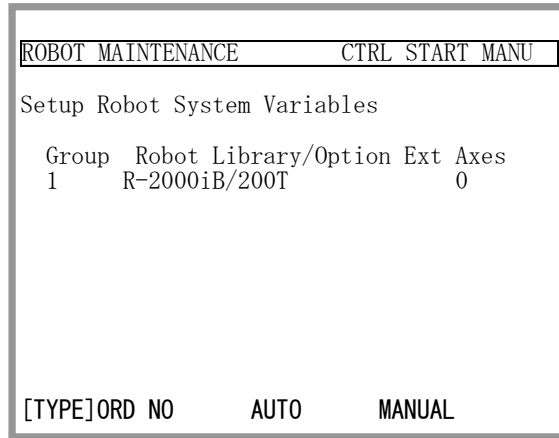 ROBOT MAINTENANCE CTRL START MANU
Setup Robot System Variables
Group Robot Library/Option Ext Axes
1 R-2000iB/200T 0
[TYPE]ORD NO AUTO MANUAL